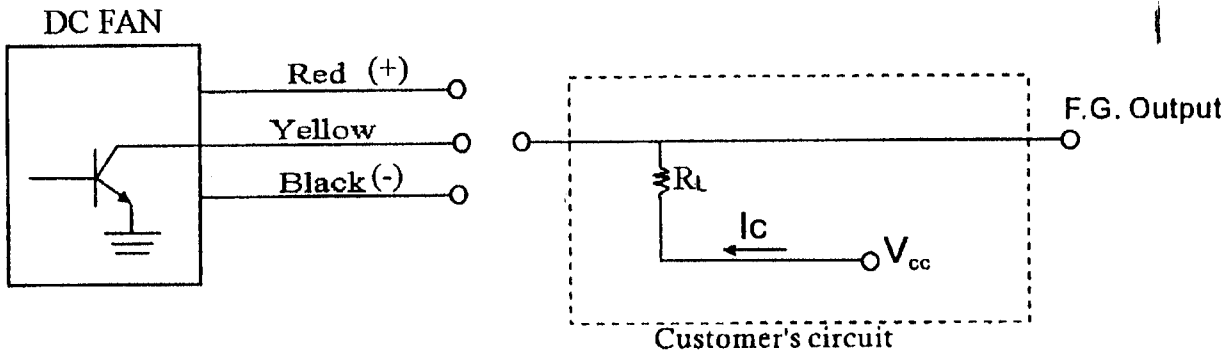 DC FAN
Red (+)
Yellow
Black (-)
F.G. Output
RL
Ic
Vcc
Customer's circuit